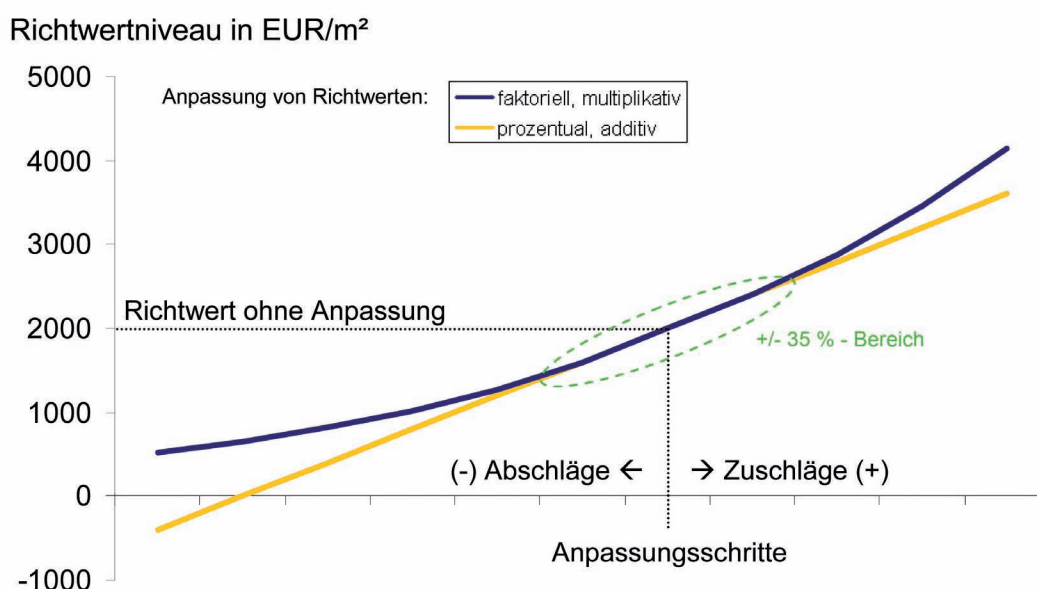 Richtwertniveau in EUR/m²
5000
Anpassung von Richtwerten:
faktoriell, multiplikativ
prozentual, additiv
4000
3000
Richtwert ohne Anpassung
2000
+/- 35 % - Bereich
1000
(-) Abschläge ← → Zuschläge (+)
0
Anpassungsschritte
-1000